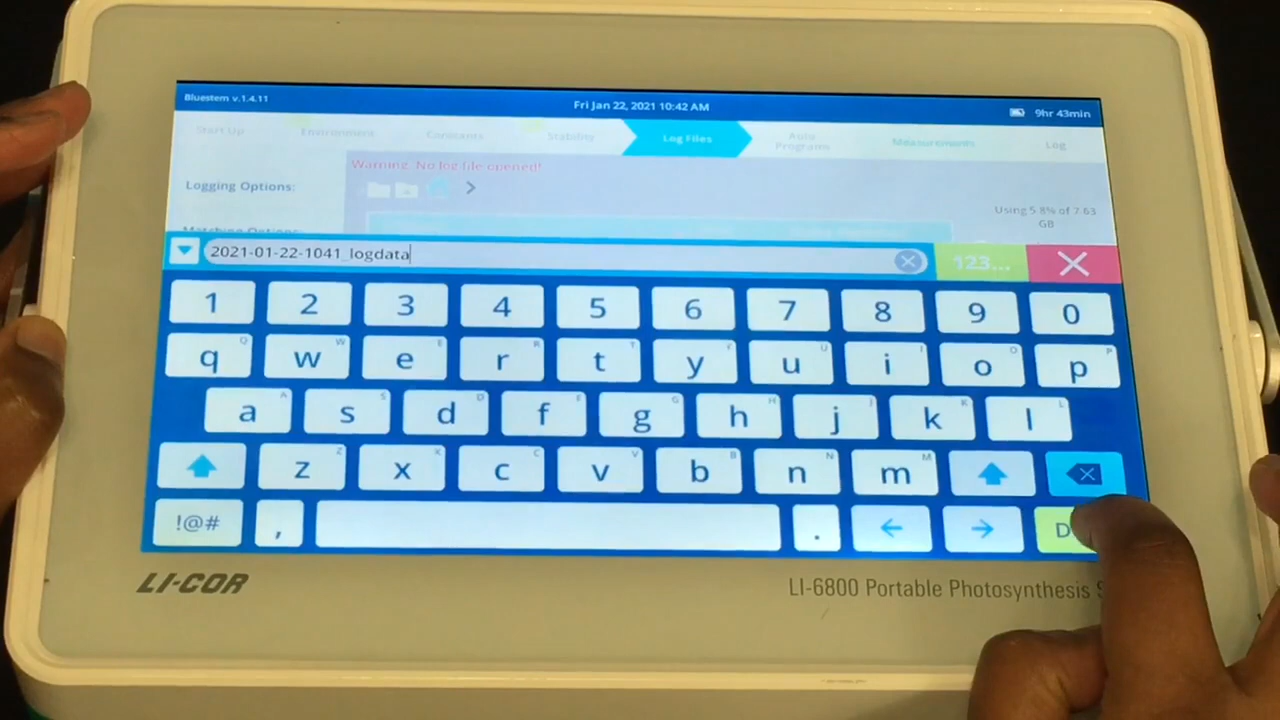 Bluestem v.1.4.11
Fri Jan 22, 2021 10:42 AM
9hr 43min
Start Up
Environment
Constants
Stability
Log Files
Auto
Programs
Measurements
Log
Warning: No log file opened!
Logging Options:
Using 5.8% of 7.63
GB
Matching Options:
2021-01-22-1041_logdata
123...
1 2 3 4 5 6 7 8 9 0
q w e r t y u i o p
a s d f g h j k l
z x c v b n m
!@# , . ← →
D
LI-COR
LI-6800 Portable Photosynthesis S